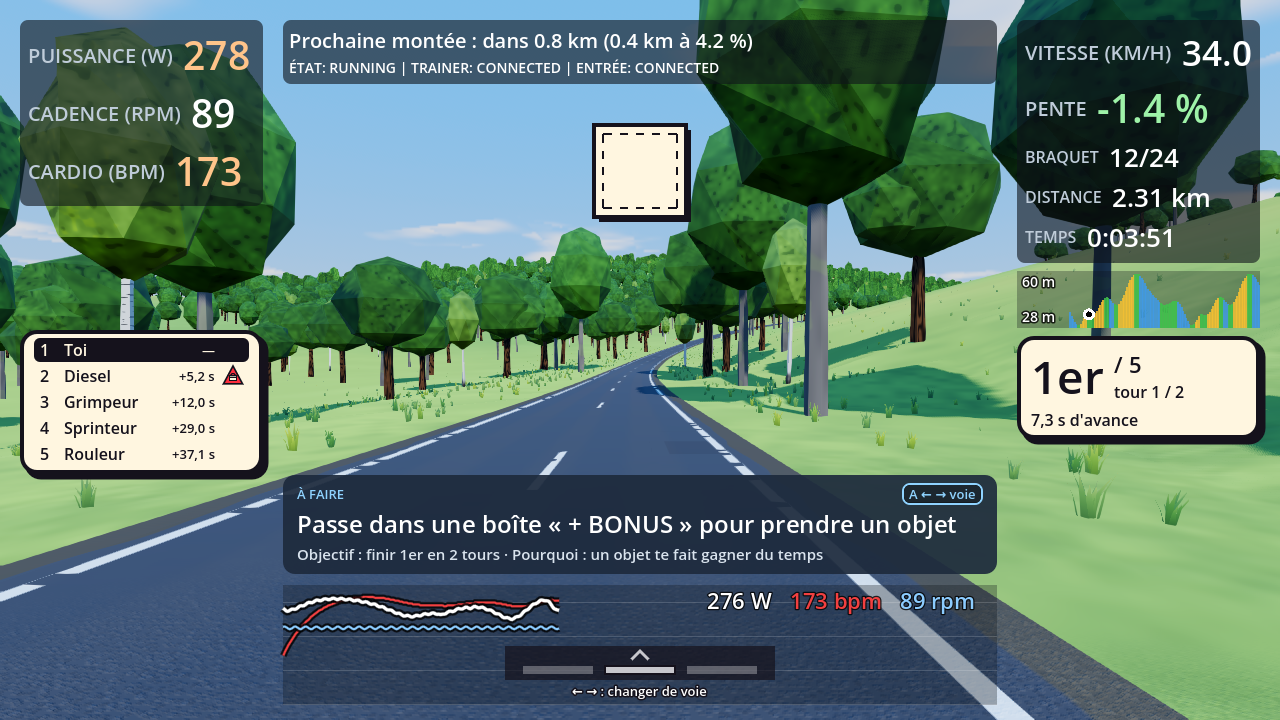 PUISSANCE (W) 278
CADENCE (RPM) 89
CARDIO (BPM) 173
Prochaine montée : dans 0.8 km (0.4 km à 4.2 %)
ÉTAT: RUNNING | TRAINER: CONNECTED | ENTRÉE: CONNECTED
VITESSE (KM/H) 34.0
PENTE -1.4 %
BRAQUET 12/24
DISTANCE 2.31 km
TEMPS 0:03:51
60 m
28 m
1 Toi —
2 Diesel +5,2 s
3 Grimpeur +12,0 s
4 Sprinteur +29,0 s
5 Rouleur +37,1 s
1er / 5
tour 1 / 2
7,3 s d'avance
À FAIRE
A ← → voie
Passe dans une boîte « + BONUS » pour prendre un objet
Objectif : finir 1er en 2 tours · Pourquoi : un objet te fait gagner du temps
276 W 173 bpm 89 rpm
← → : changer de voie